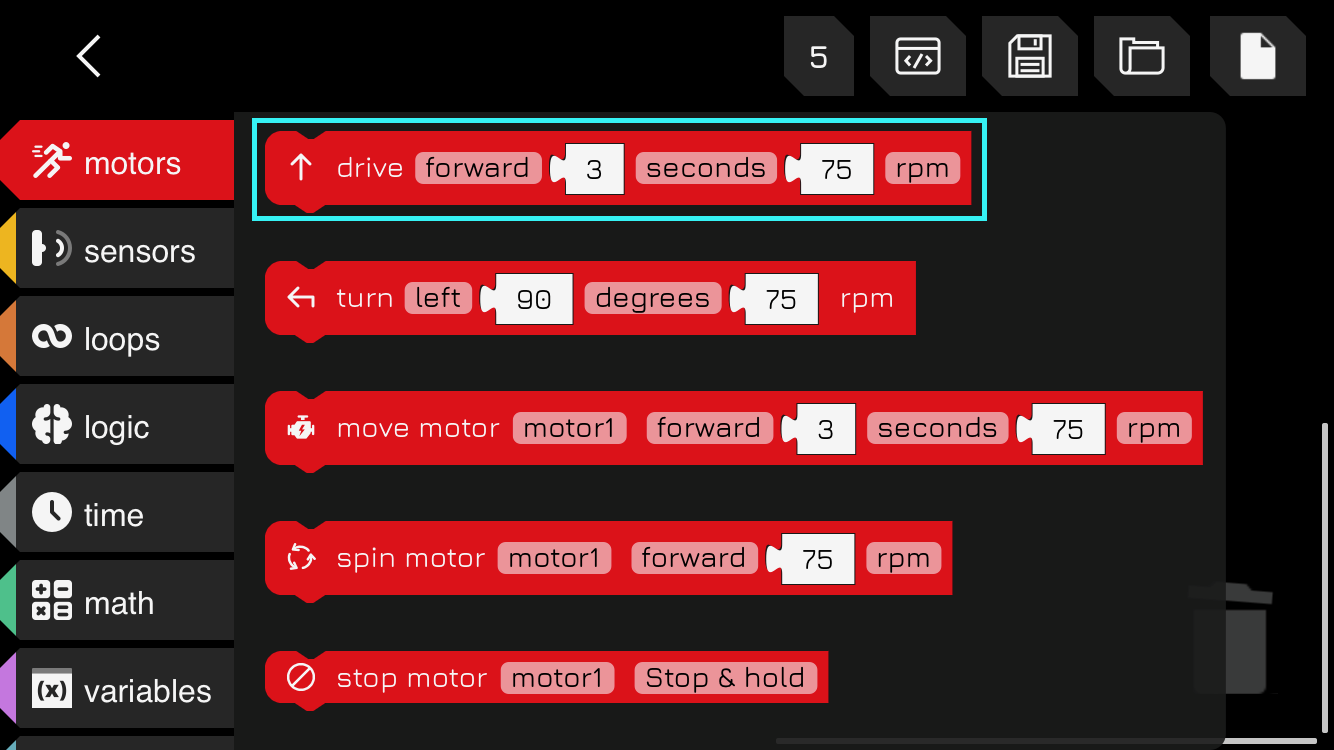 5
motors
sensors
loops
logic
time
math
variables
drive forward 3 seconds 75 rpm
turn left 90 degrees 75 rpm
move motor motor1 forward 3 seconds 75 rpm
spin motor motor1 forward 75 rpm
stop motor motor1 Stop & hold